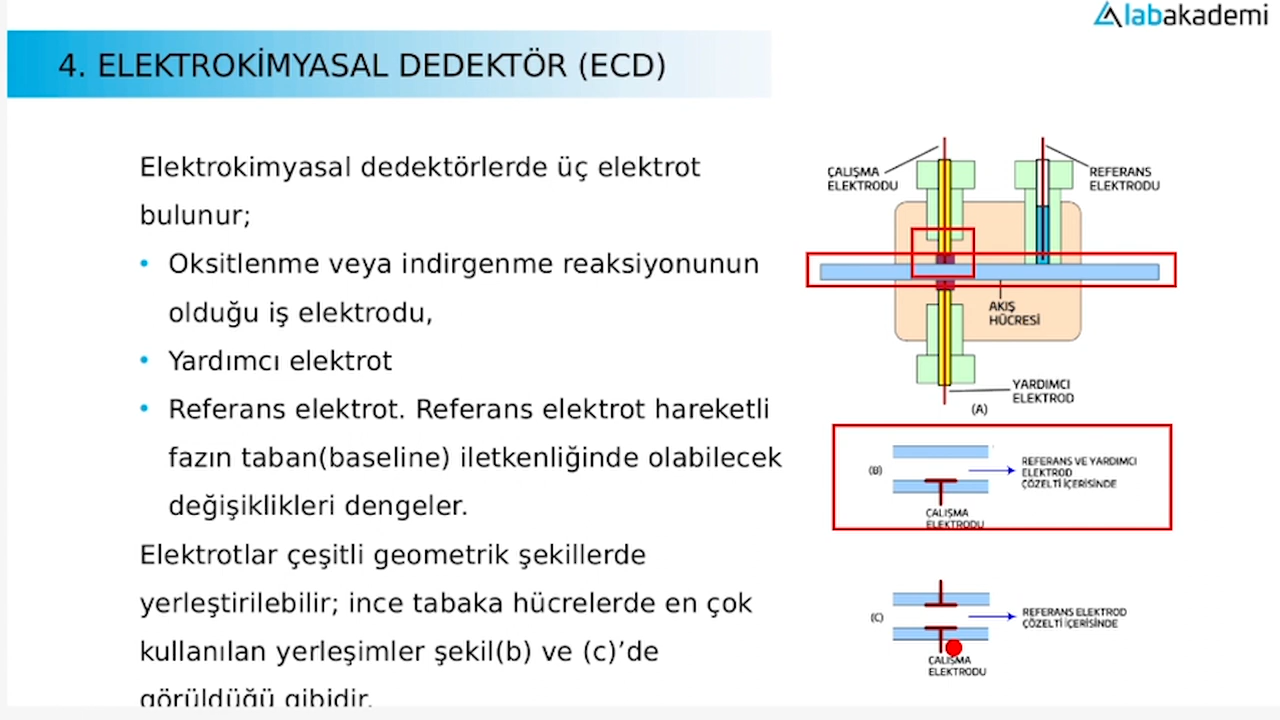 labakademi
4. ELEKTROKİMYASAL DEDEKTÖR (ECD)
Elektrokimyasal dedektörlerde üç elektrot
bulunur;
• Oksitlenme veya indirgenme reaksiyonunun
olduğu iş elektrodu,
• Yardımcı elektrot
• Referans elektrot. Referans elektrot hareketli
fazın taban(baseline) iletkenliğinde olabilecek
değişiklikleri dengeler.
Elektrotlar çeşitli geometrik şekillerde
yerleştirilebilir; ince tabaka hücrelerde en çok
kullanılan yerleşimler şekil(b) ve (c)’de
görüldüğü gibidir.
ÇALIŞMA
ELEKTRODU
REFERANS
ELEKTRODU
AKIŞ
HÜCRESİ
YARDIMCI
ELEKTROD
(A)
(B)
REFERANS VE YARDIMCI
ELEKTROD
ÇÖZELTİ İÇERİSİNDE
ÇALIŞMA
ELEKTRODU
(C)
REFERANS ELEKTROD
ÇÖZELTİ İÇERİSİNDE
ÇALIŞMA
ELEKTRODU